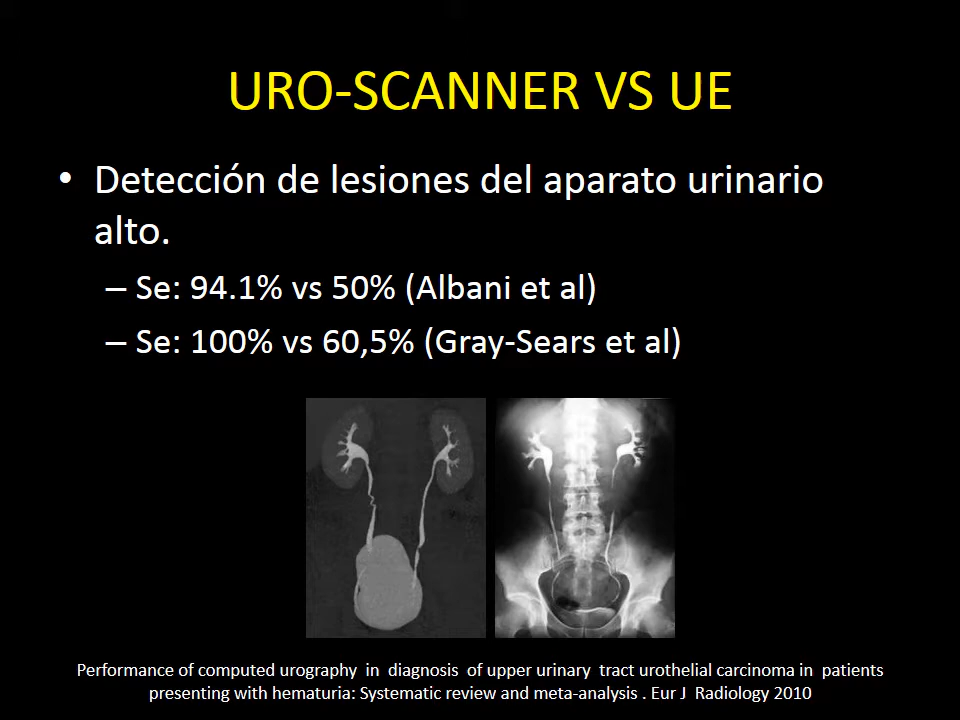 URO-SCANNER VS UE
• Detección de lesiones del aparato urinario
alto.
– Se: 94.1% vs 50% (Albani et al)
– Se: 100% vs 60,5% (Gray-Sears et al)
Performance of computed urography in diagnosis of upper urinary tract urothelial carcinoma in patients
presenting with hematuria: Systematic review and meta-analysis . Eur J Radiology 2010